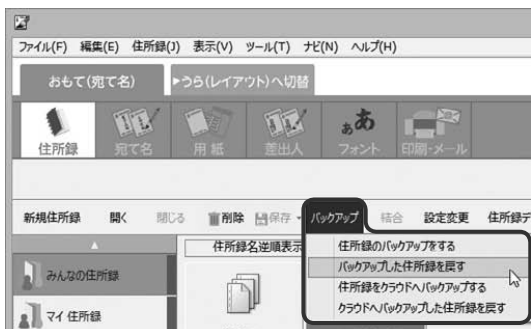 ファイル(F) 編集(E) 住所録(J) 表示(V) ツール(T) ナビ(N) ヘルプ(H)
おもて(宛て名) ▶うら(レイアウト)へ切替
住所録 宛て名 用紙 差出人 フォント 印刷・メール
新規住所録 開く 閉じる 削除 保存 バックアップ 結合 設定変更 住所録デ
住所録名逆順表示
住所録のバックアップをする
バックアップした住所録を戻す
住所録をクラウドへバックアップする
クラウドへバックアップした住所録を戻す
みんなの住所録
マイ住所録